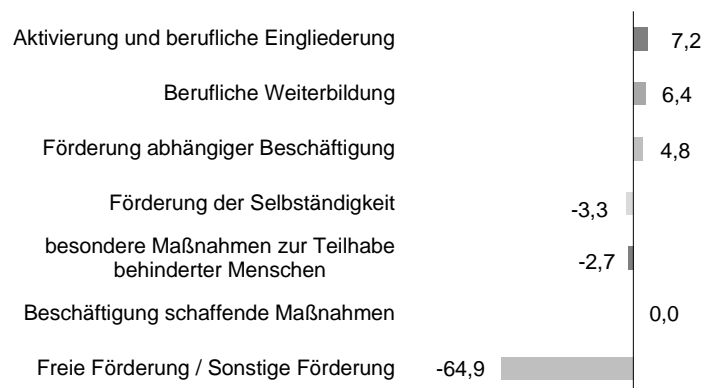 Aktivierung und berufliche Eingliederung 7,2
Berufliche Weiterbildung 6,4
Förderung abhängiger Beschäftigung 4,8
Förderung der Selbständigkeit -3,3
besondere Maßnahmen zur Teilhabe
behinderter Menschen -2,7
Beschäftigung schaffende Maßnahmen 0,0
Freie Förderung / Sonstige Förderung -64,9